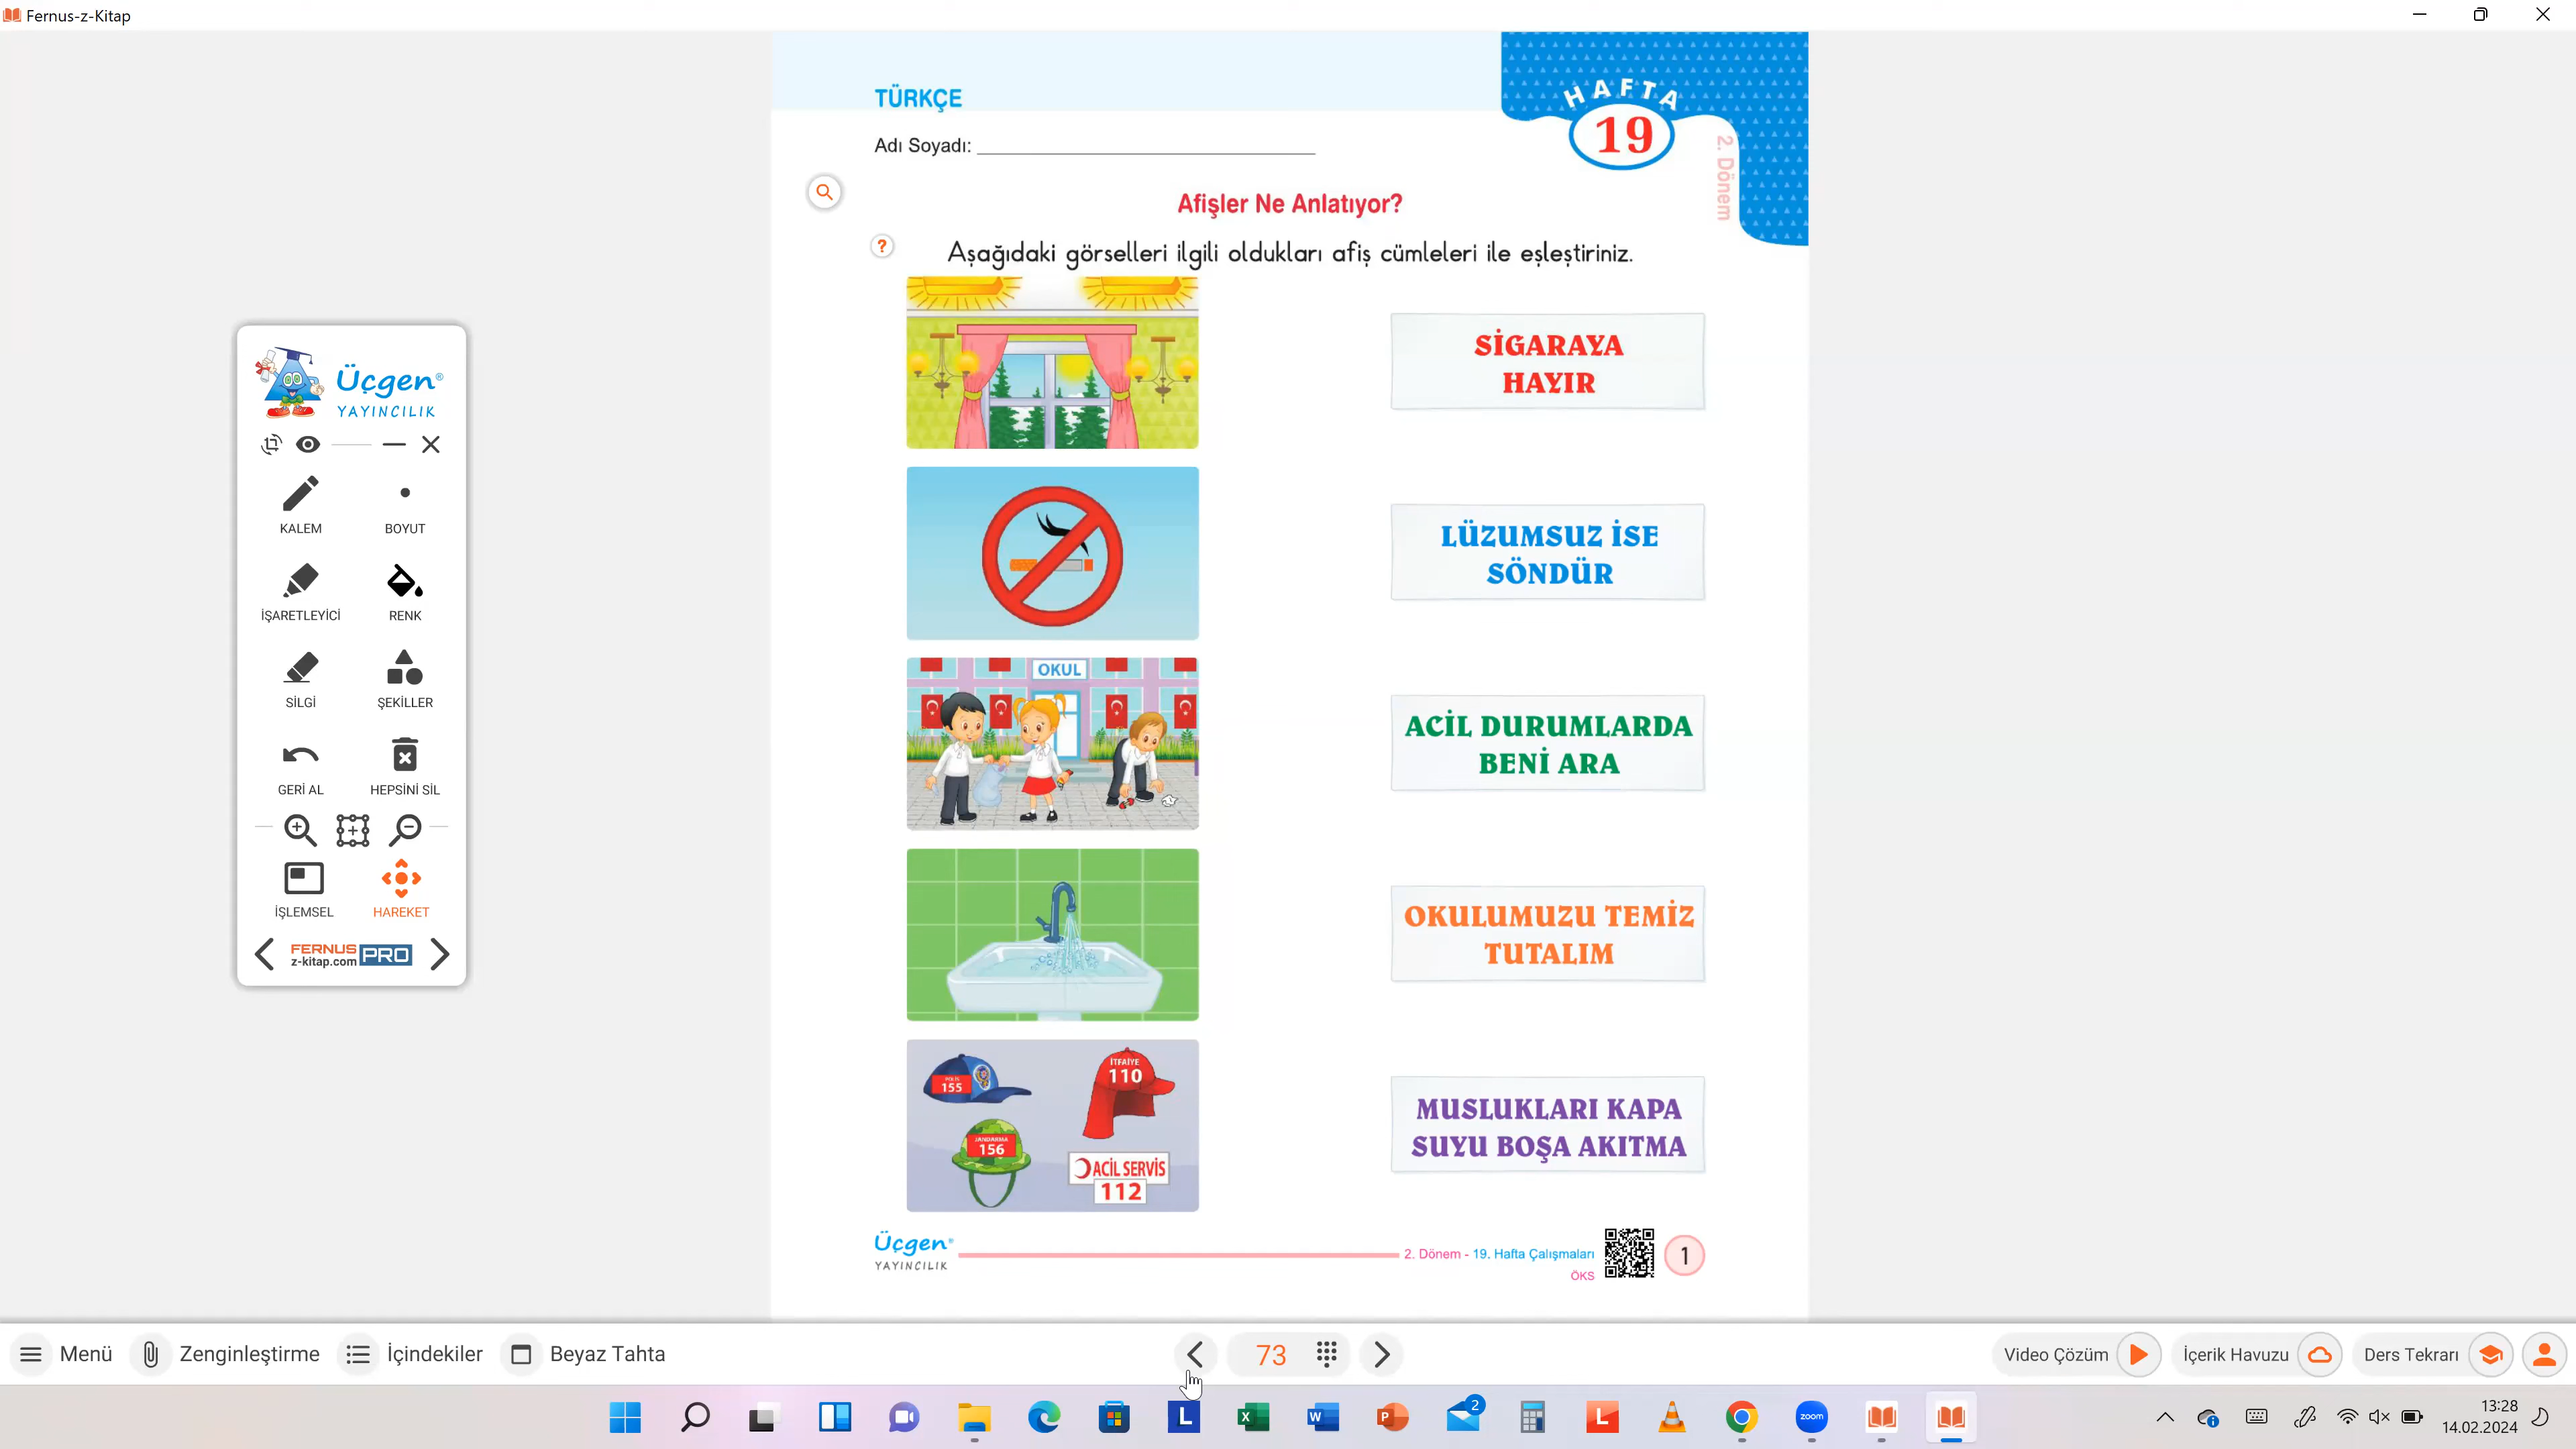 Fernus-z-Kitap
TÜRKÇE
HAFTA
19
2. Dönem
Adı Soyadı:
Afişler Ne Anlatıyor?
?
Aşağıdaki görselleri ilgili oldukları afiş cümleleri ile eşleştiriniz.
SİGARAYA
HAYIR
LÜZUMSUZ İSE
SÖNDÜR
OKUL
ACİL DURUMLARDA
BENİ ARA
OKULUMUZU TEMİZ
TUTALIM
POLİS
155
İTFAİYE
110
JANDARMA
156
ACİL SERVİS
112
MUSLUKLARI KAPA
SUYU BOŞA AKITMA
Üçgen
YAYINCILIK
2. Dönem - 19. Hafta Çalışmaları
ÖKS
1
Üçgen®
YAYINCILIK
KALEM
BOYUT
İŞARETLEYİCİ
RENK
SİLGİ
ŞEKİLLER
GERİ AL
HEPSİNİ SİL
İŞLEMSEL
HAREKET
FERNUS
z-kitap.com
PRO
Menü
Zenginleştirme
İçindekiler
Beyaz Tahta
73
Video Çözüm
İçerik Havuzu
Ders Tekrarı
L
X
W
P
2
L
zoom
13:28
14.02.2024